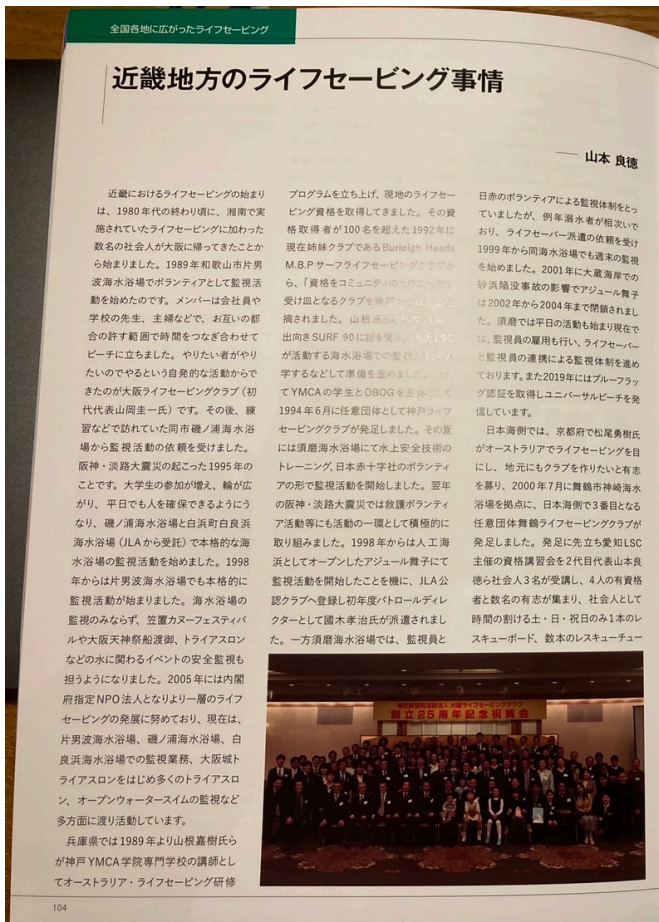 全国各地に広がったライフセービング
近畿地方のライフセービング事情
山本 良徳
近畿におけるライフセービングの始まり
は、1980年代の終わり頃に、湘南で実
施されていたライフセービングに加わった
数名の社会人が大阪に帰ってきたことか
ら始まりました。1989年和歌山市片男
波海水浴場でボランティアとして監視活
動を始めたのです。メンバーは会社員や
学校の先生、主婦などで、お互いの都
合の許す範囲で時間をつなぎ合わせて
ビーチに立ちました。やりたい者がやり
たいのでやるという自発的な活動からで
きたのが大阪ライフセービングクラブ（初
代代表山岡圭一氏）です。その後、練
習などで訪れていた同市磯ノ浦海水浴
場から監視活動の依頼を受けました。
阪神・淡路大震災の起こった1995年の
ことです。大学生の参加が増え、輪が広
がり、平日でも人を確保できるようにう
なり、磯ノ浦海水浴場と白浜町白良浜
海水浴場（JLAから受託）で本格的な海
水浴場の監視活動を始めました。1998
年からは片男波海水浴場でも本格的に
監視活動が始まりました。海水浴場の
監視のみならず、笠置カヌーフェスティバ
ルや大阪天神祭船渡御、トライアスロン
などの水に関わるイベントの安全監視も
担うようになりました。2005年には内閣
府指定NPO法人となりより一層のライフ
セービングの発展に努めており、現在は、
片男波海水浴場、磯ノ浦海水浴場、白
良浜海水浴場での監視業務、大阪城ト
ライアスロンをはじめ多くのトライアスロ
ン、オープンウォータースイムの監視など
多方面に渡り活動しています。
兵庫県では1989年より山根嘉樹氏ら
が神戸YMCA学院専門学校の講師とし
てオーストラリア・ライフセービング研修
プログラムを立ち上げ、現地のライフセー
ビング資格を取得してきました。その資
格取得者が100名を超えた1992年に
現在姉妹クラブであるBurleigh Heads
M.B.Pサーフライフセービングクラブか
ら、「資格をコミュニティのため
受け皿となるクラブを
摘されました。山根氏ら
出向きSURF 90に話を LSC
が活動する海水浴場での監視
学するなどして準備を進めました。
てYMCAの学生とOBOGを主体として
1994年6月に任意団体として神戸ライフ
セービングクラブが発足しました。その夏
には須磨海水浴場にて水上安全技術の
トレーニング、日本赤十字社のボランティ
アの形で監視活動を開始しました。翌年
の阪神・淡路大震災では救護ボランティ
ア活動等にも活動の一環として積極的に
取り組みました。1998年からは人工海
浜としてオープンしたアジュール舞子にて
監視活動を開始したことを機に、JLA公
認クラブへ登録し初年度パトロールディレ
クターとして國木孝治氏が派遣されまし
た。一方須磨海水浴場では、監視員と
日赤のボランティアによる監視体制をとっ
ていましたが、例年溺水者が相次いで
おり、ライフセーバー派遣の依頼を受け
1999年から同海水浴場でも週末の監視
を始めました。2001年に大蔵海岸での
砂浜陥没事故の影響でアジュール舞子
は2002年から2004年まで閉鎖されまし
た。須磨では平日の活動も始まり現在で
は、監視員の雇用も行い、ライフセーバー
と監視員の連携による監視体制を進め
ております。また2019年にはブルーフラッ
グ認証を取得しユニバーサルビーチを発
信しています。
日本海側では、京都府で松尾勇樹氏
がオーストラリアでライフセービングを目
にし、地元にもクラブを作りたいと有志
を募り、2000年7月に舞鶴市神崎海水
浴場を拠点に、日本海側で3番目となる
任意団体舞鶴ライフセービングクラブが
発足しました。発足に先立ち愛知LSC
主催の資格講習会を2代目代表山本良
徳ら社会人3名が受講し、4人の有資格
者と数名の有志が集まり、社会人として
時間の割ける土・日・祝日のみ1本のレ
スキューボード、数本のレスキューチュー
特定非営利活動法人 大阪ライフセービングクラブ
創立25周年記念祝賀会
104